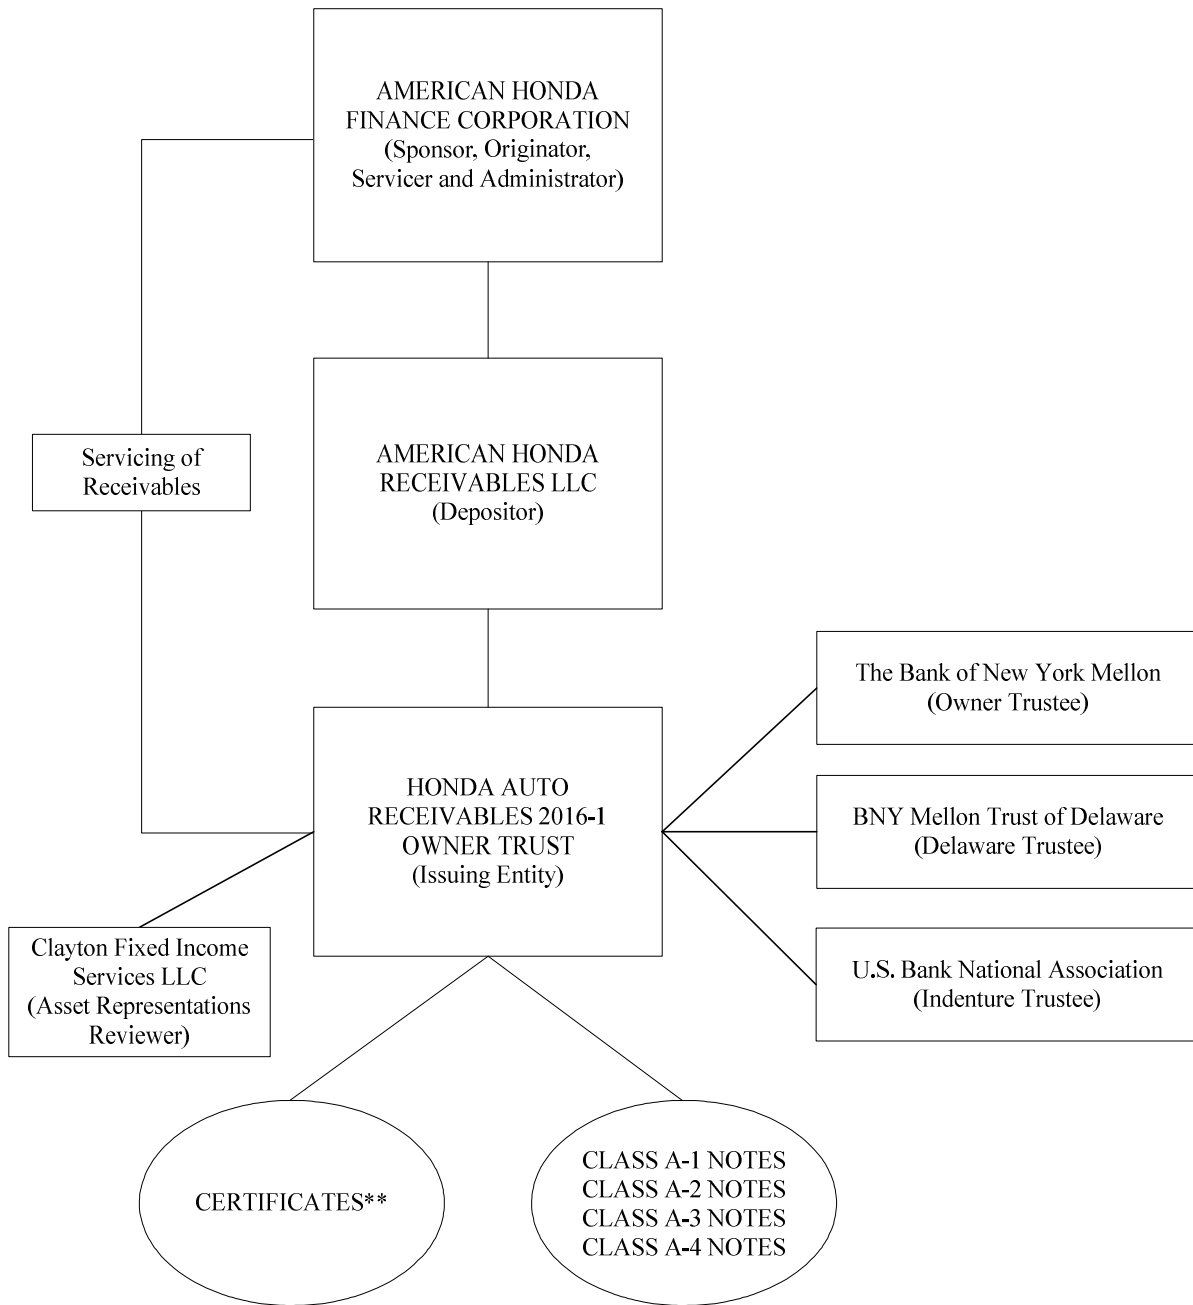 AMERICAN HONDA
FINANCE CORPORATION
(Sponsor, Originator,
Servicer and Administrator)
Servicing of
Receivables
AMERICAN HONDA
RECEIVABLES LLC
(Depositor)
HONDA AUTO
RECEIVABLES 2016-1
OWNER TRUST
(Issuing Entity)
The Bank of New York Mellon
(Owner Trustee)
BNY Mellon Trust of Delaware
(Delaware Trustee)
U.S. Bank National Association
(Indenture Trustee)
Clayton Fixed Income
Services LLC
(Asset Representations
Reviewer)
CERTIFICATES**
CLASS A-1 NOTES
CLASS A-2 NOTES
CLASS A-3 NOTES
CLASS A-4 NOTES